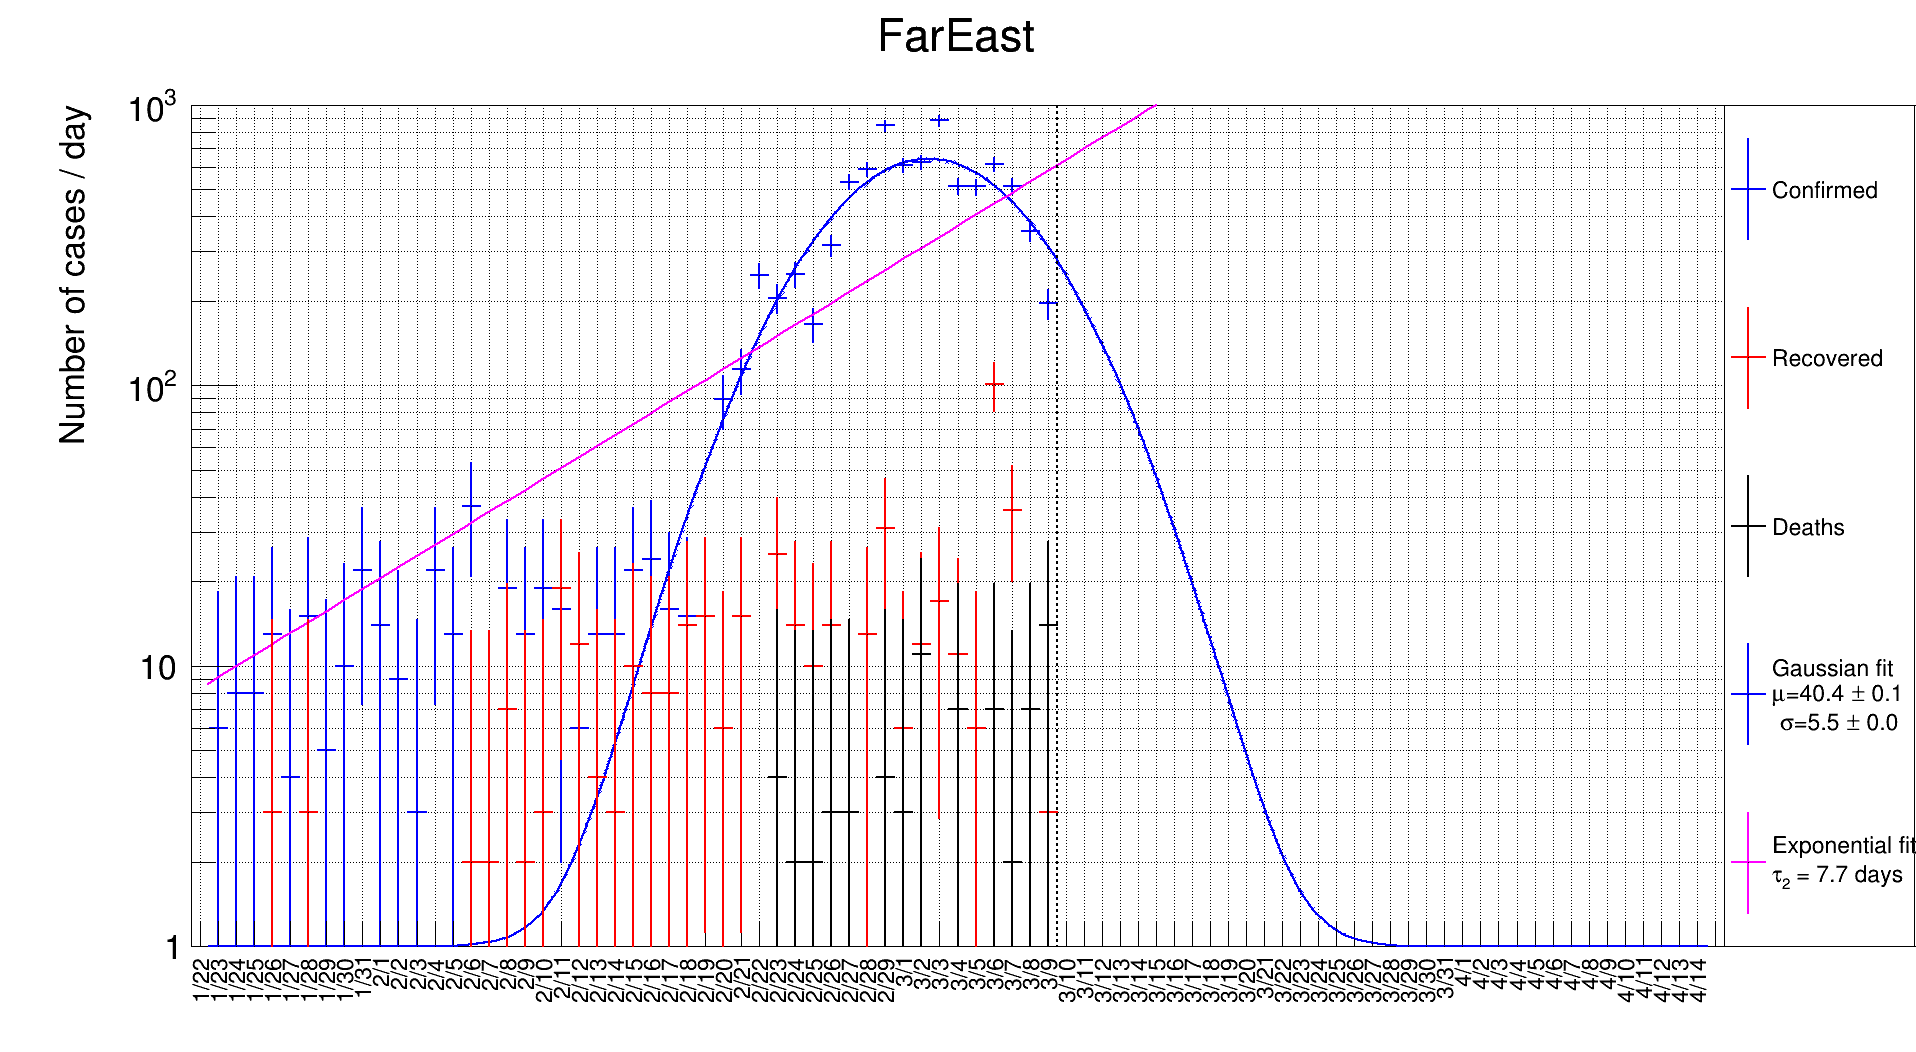 FarEast
Number of cases / day
10³
10²
10
1
1/22 1/23 1/24 1/25 1/26 1/27 1/28 1/29 1/30 1/31 2/1 2/2 2/3 2/4 2/5 2/6 2/7 2/8 2/9 2/10 2/11 2/12 2/13 2/14 2/15 2/16 2/17 2/18 2/19 2/20 2/21 2/22 2/23 2/24 2/25 2/26 2/27 2/28 2/29 3/1 3/2 3/3 3/4 3/5 3/6 3/7 3/8 3/9 3/10 3/11 3/12 3/13 3/14 3/15 3/16 3/17 3/18 3/19 3/20 3/21 3/22 3/23 3/24 3/25 3/26 3/27 3/28 3/29 3/30 3/31 4/1 4/2 4/3 4/4 4/5 4/6 4/7 4/8 4/9 4/10 4/11 4/12 4/13 4/14
Confirmed
Recovered
Deaths
Gaussian fit
μ=40.4 ± 0.1
σ=5.5 ± 0.0
Exponential fit
τ₂ = 7.7 days